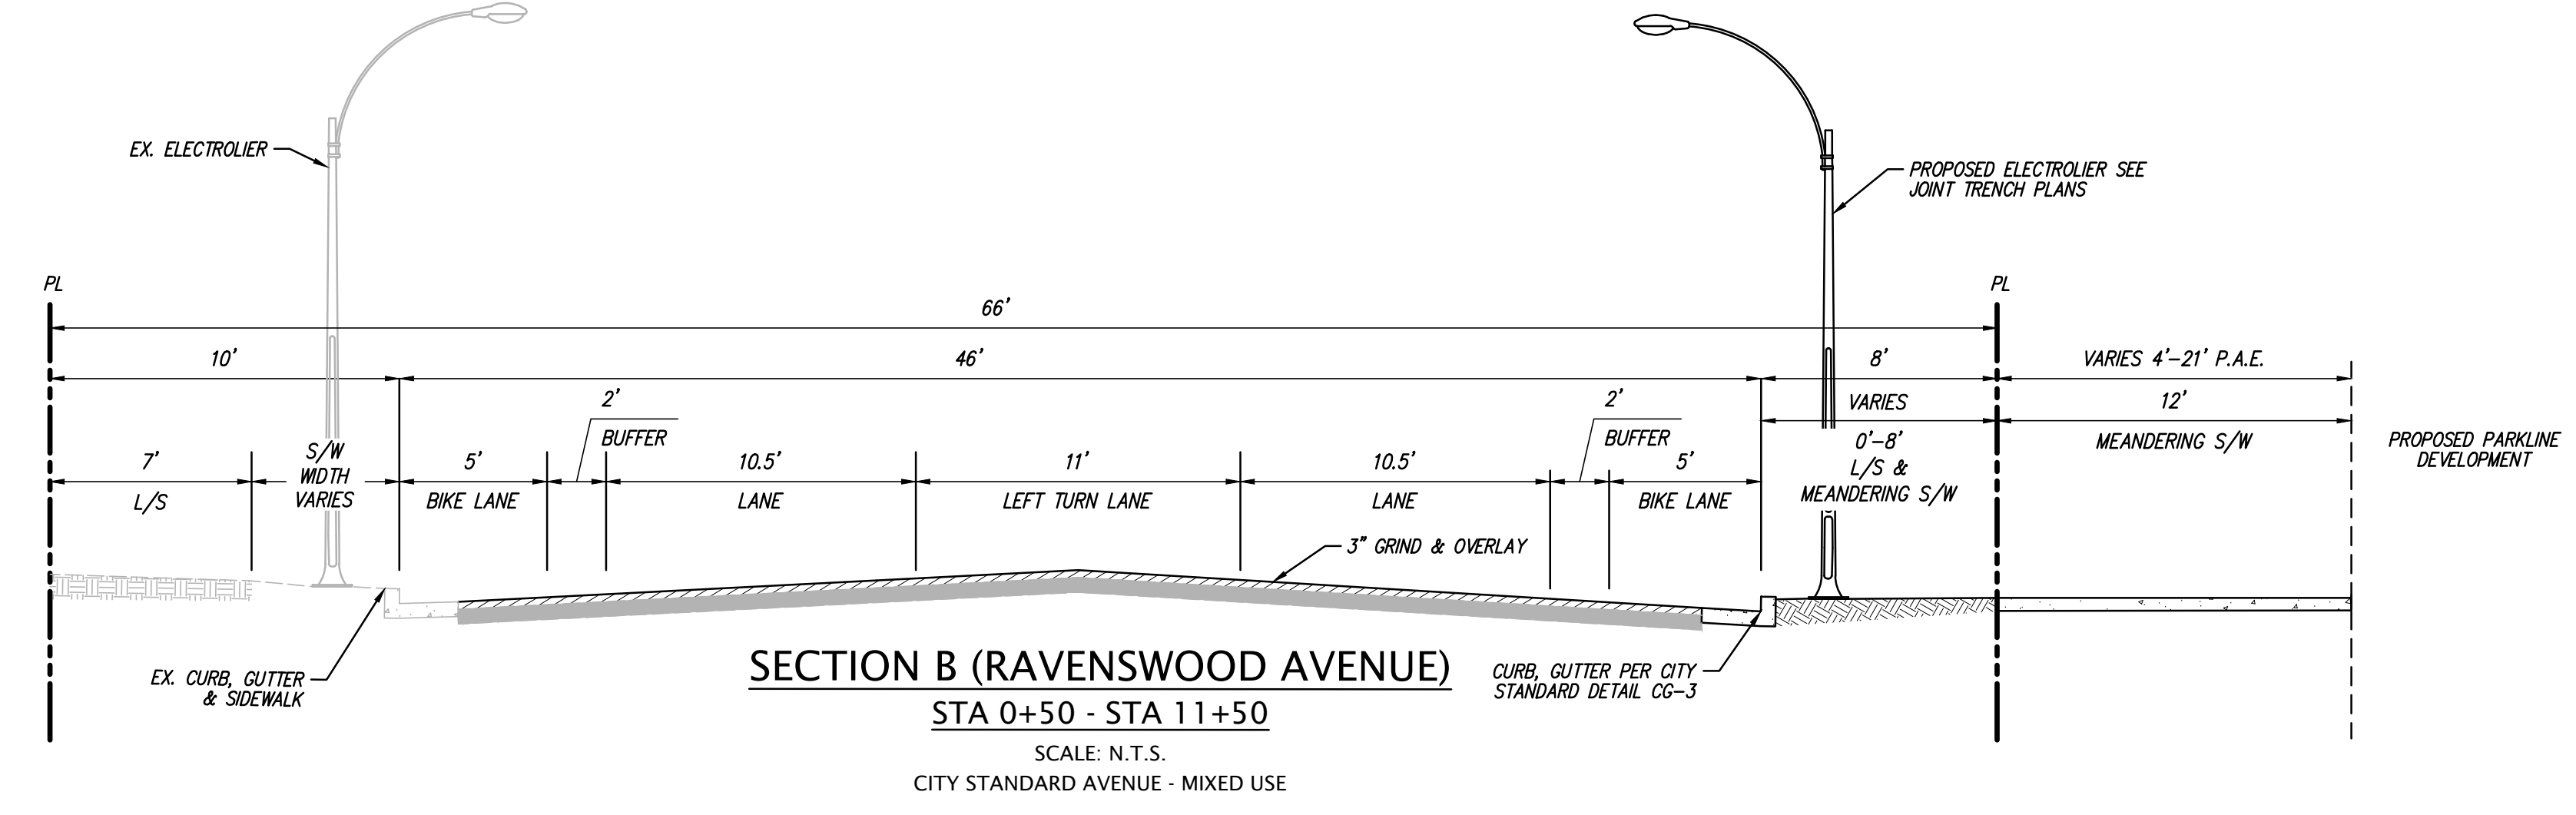 EX. ELECTROLIER
PROPOSED ELECTROLIER SEE
JOINT TRENCH PLANS
PL
PL
66’
10’
46’
8’
VARIES 4’-21’ P.A.E.
2’
BUFFER
2’
BUFFER
VARIES
12’
7’
L/S
S/W
WIDTH
VARIES
5’
BIKE LANE
10.5’
LANE
11’
LEFT TURN LANE
10.5’
LANE
5’
BIKE LANE
0’-8’
L/S &
MEANDERING S/W
MEANDERING S/W
PROPOSED PARKLINE
DEVELOPMENT
3” GRIND & OVERLAY
EX. CURB, GUTTER
& SIDEWALK
SECTION B (RAVENSWOOD AVENUE)
CURB, GUTTER PER CITY
STANDARD DETAIL CG-3
STA 0+50 - STA 11+50
SCALE: N.T.S.
CITY STANDARD AVENUE - MIXED USE